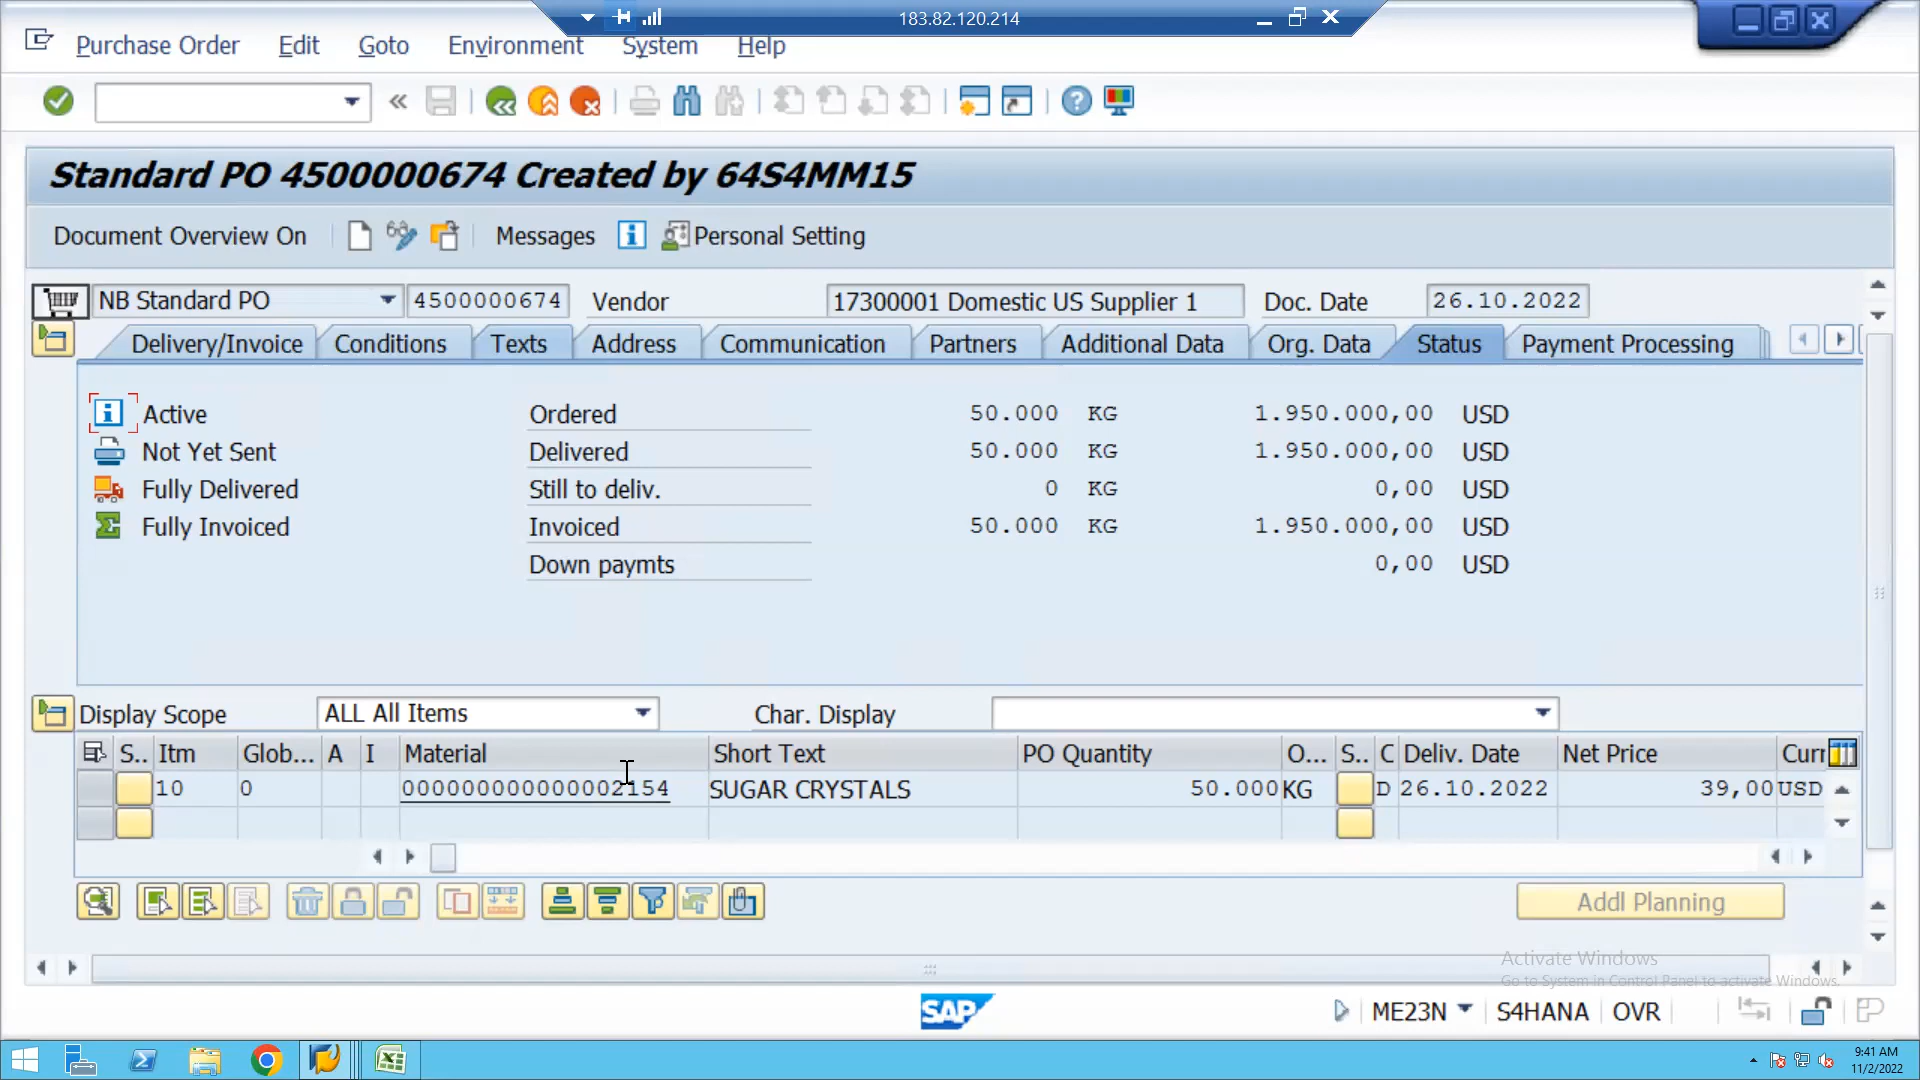 183.82.120.214
Purchase Order Edit Goto Environment System Help
Standard PO 4500000674 Created by 64S4MM15
Document Overview On Messages Personal Setting
NB Standard PO 4500000674 Vendor 17300001 Domestic US Supplier 1 Doc. Date 26.10.2022
Delivery/Invoice Conditions Texts Address Communication Partners Additional Data Org. Data Status Payment Processing
Active Ordered 50.000 KG 1.950.000,00 USD
Not Yet Sent Delivered 50.000 KG 1.950.000,00 USD
Fully Delivered Still to deliv. 0 KG 0,00 USD
Fully Invoiced Invoiced 50.000 KG 1.950.000,00 USD
Down paymts 0,00 USD
Display Scope ALL All Items Char. Display
S.. Itm Glob... A I Material Short Text PO Quantity O... S.. C Deliv. Date Net Price Curr
10 0 000000000000002154 SUGAR CRYSTALS 50.000 KG D 26.10.2022 39,00 USD
Addl Planning
Activate Windows
Go to System in Control Panel to activate Windows.
SAP ME23N S4HANA OVR
9:41 AM
11/2/2022